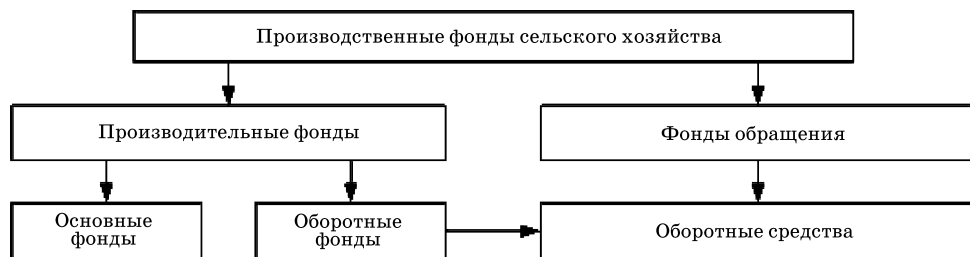 Производственные фонды сельского хозяйства
Производительные фонды
Фонды обращения
Основные
фонды
Оборотные
фонды
Оборотные средства